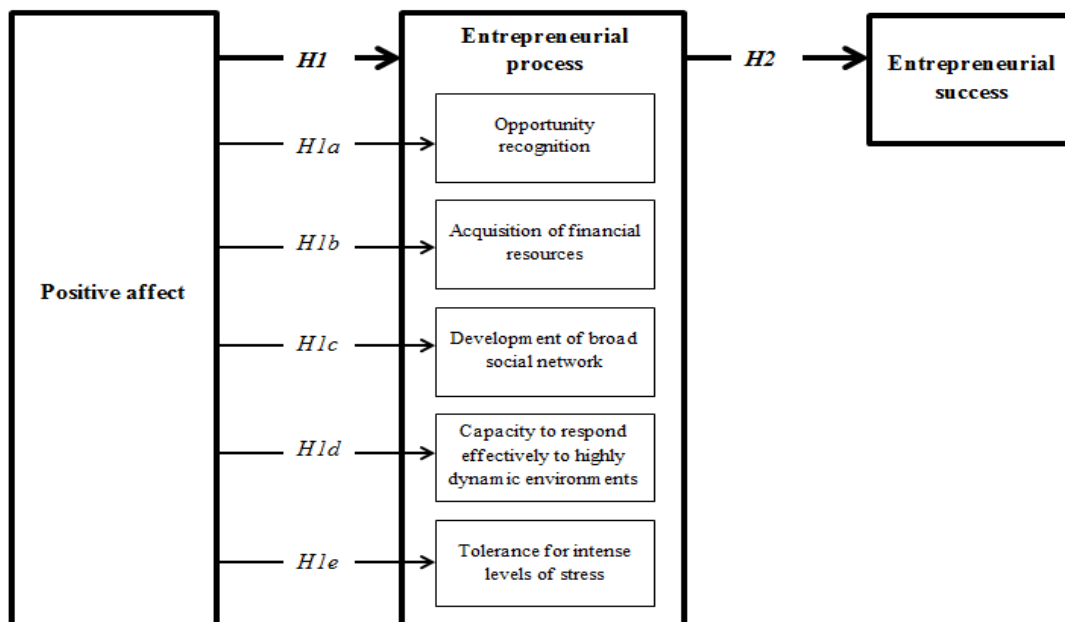 H1
Entrepreneurial
process
H2
Entrepreneurial
success
H1a
Opportunity
recognition
H1b
Acquisition of financial
resources
Positive affect
H1c
Development of broad
social network
H1d
Capacity to respond
effectively to highly
dynamic environments
H1e
Tolerance for intense
levels of stress